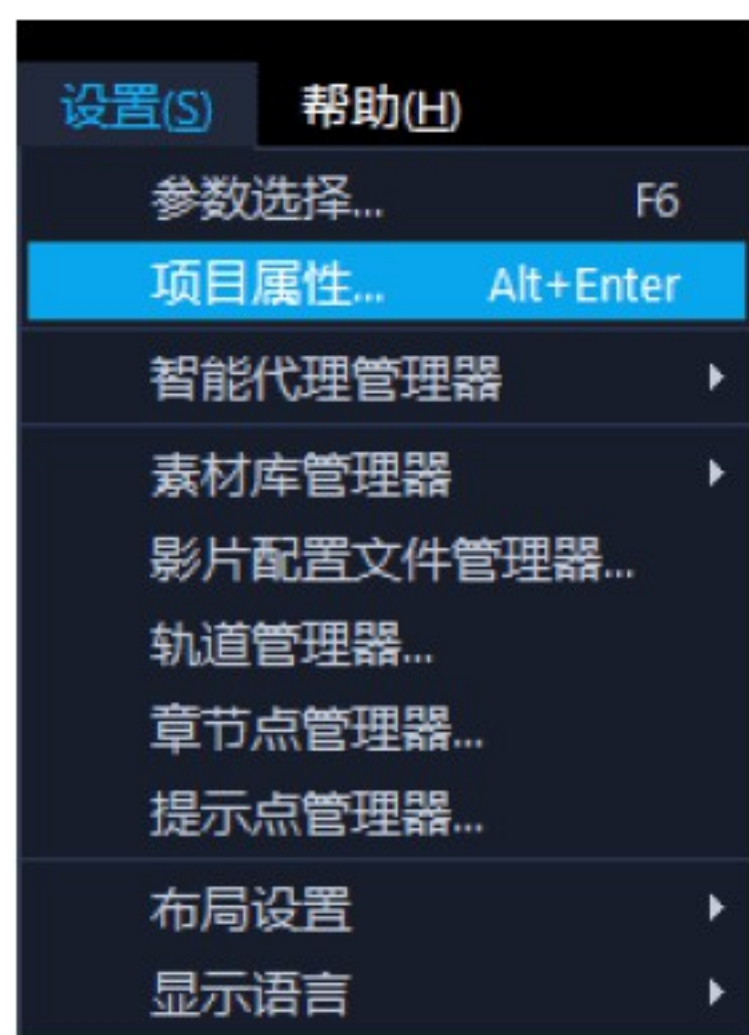 设置(S) 帮助(H)
参数选择... F6
项目属性... Alt+Enter
智能代理管理器
素材库管理器
影片配置文件管理器...
轨道管理器...
章节点管理器...
提示点管理器...
布局设置
显示语言